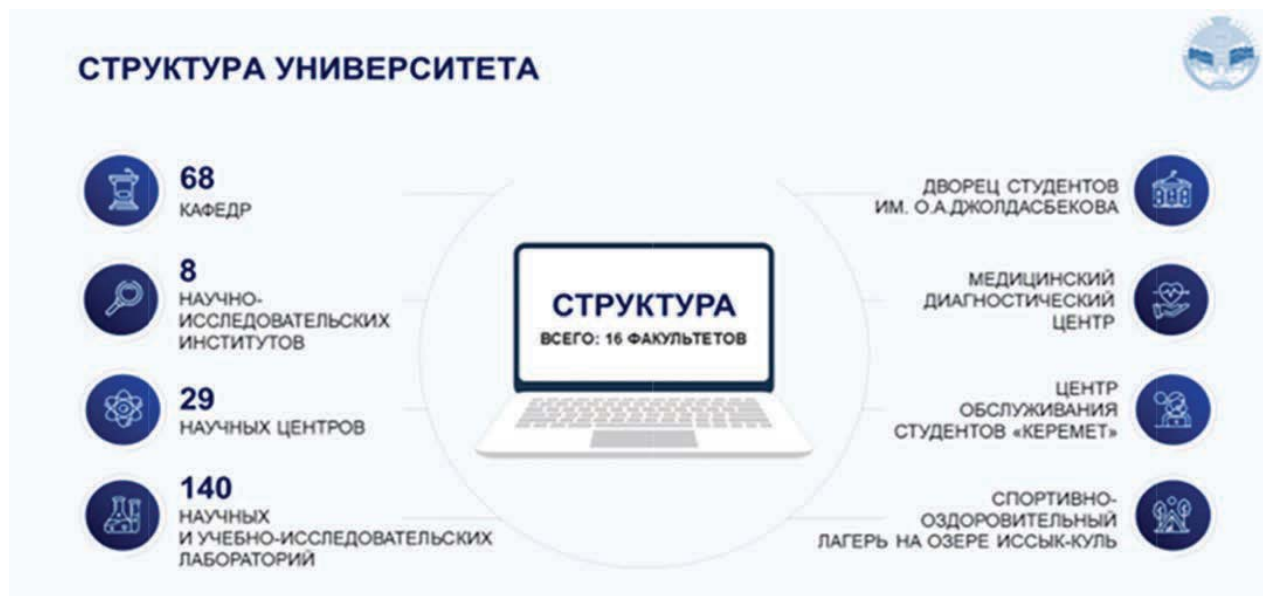 СТРУКТУРА УНИВЕРСИТЕТА
68
КАФЕДР
8
НАУЧНО-
ИССЛЕДОВАТЕЛЬСКИХ
ИНСТИТУТОВ
29
НАУЧНЫХ ЦЕНТРОВ
140
НАУЧНЫХ
И УЧЕБНО-ИССЛЕДОВАТЕЛЬСКИХ
ЛАБОРАТОРИЙ
СТРУКТУРА
ВСЕГО: 16 ФАКУЛЬТЕТОВ
ДВОРЕЦ СТУДЕНТОВ
ИМ. О.А.ДЖОЛДАСБЕКОВА
МЕДИЦИНСКИЙ
ДИАГНОСТИЧЕСКИЙ
ЦЕНТР
ЦЕНТР
ОБСЛУЖИВАНИЯ
СТУДЕНТОВ «КЕРЕМЕТ»
СПОРТИВНО-
ОЗДОРОВИТЕЛЬНЫЙ
ЛАГЕРЬ НА ОЗЕРЕ ИССЫК-КУЛЬ